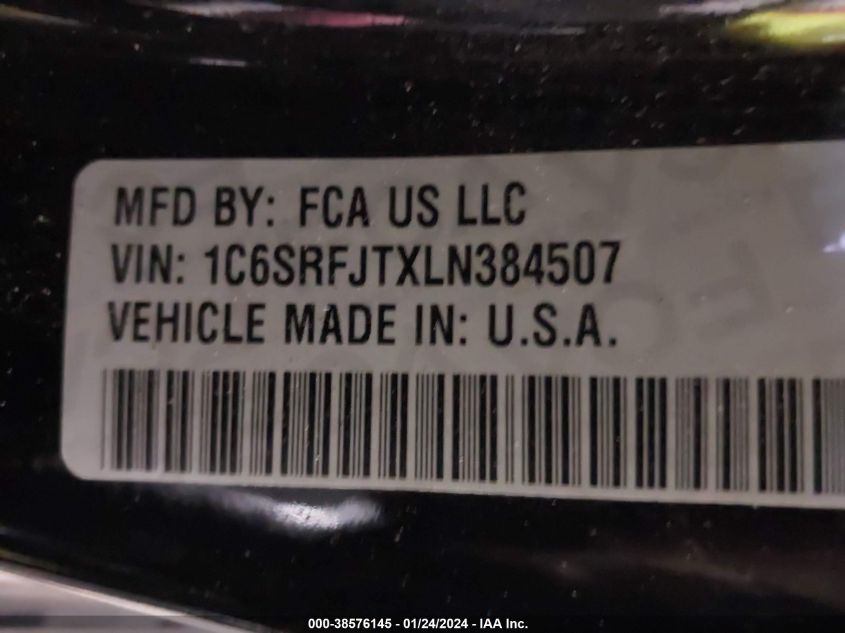 MFD BY: FCA US LLC
VIN: 1C6SRFJTXLN384507
VEHICLE MADE IN: U.S.A.
000-38576145 - 01/24/2024 - IAA Inc.